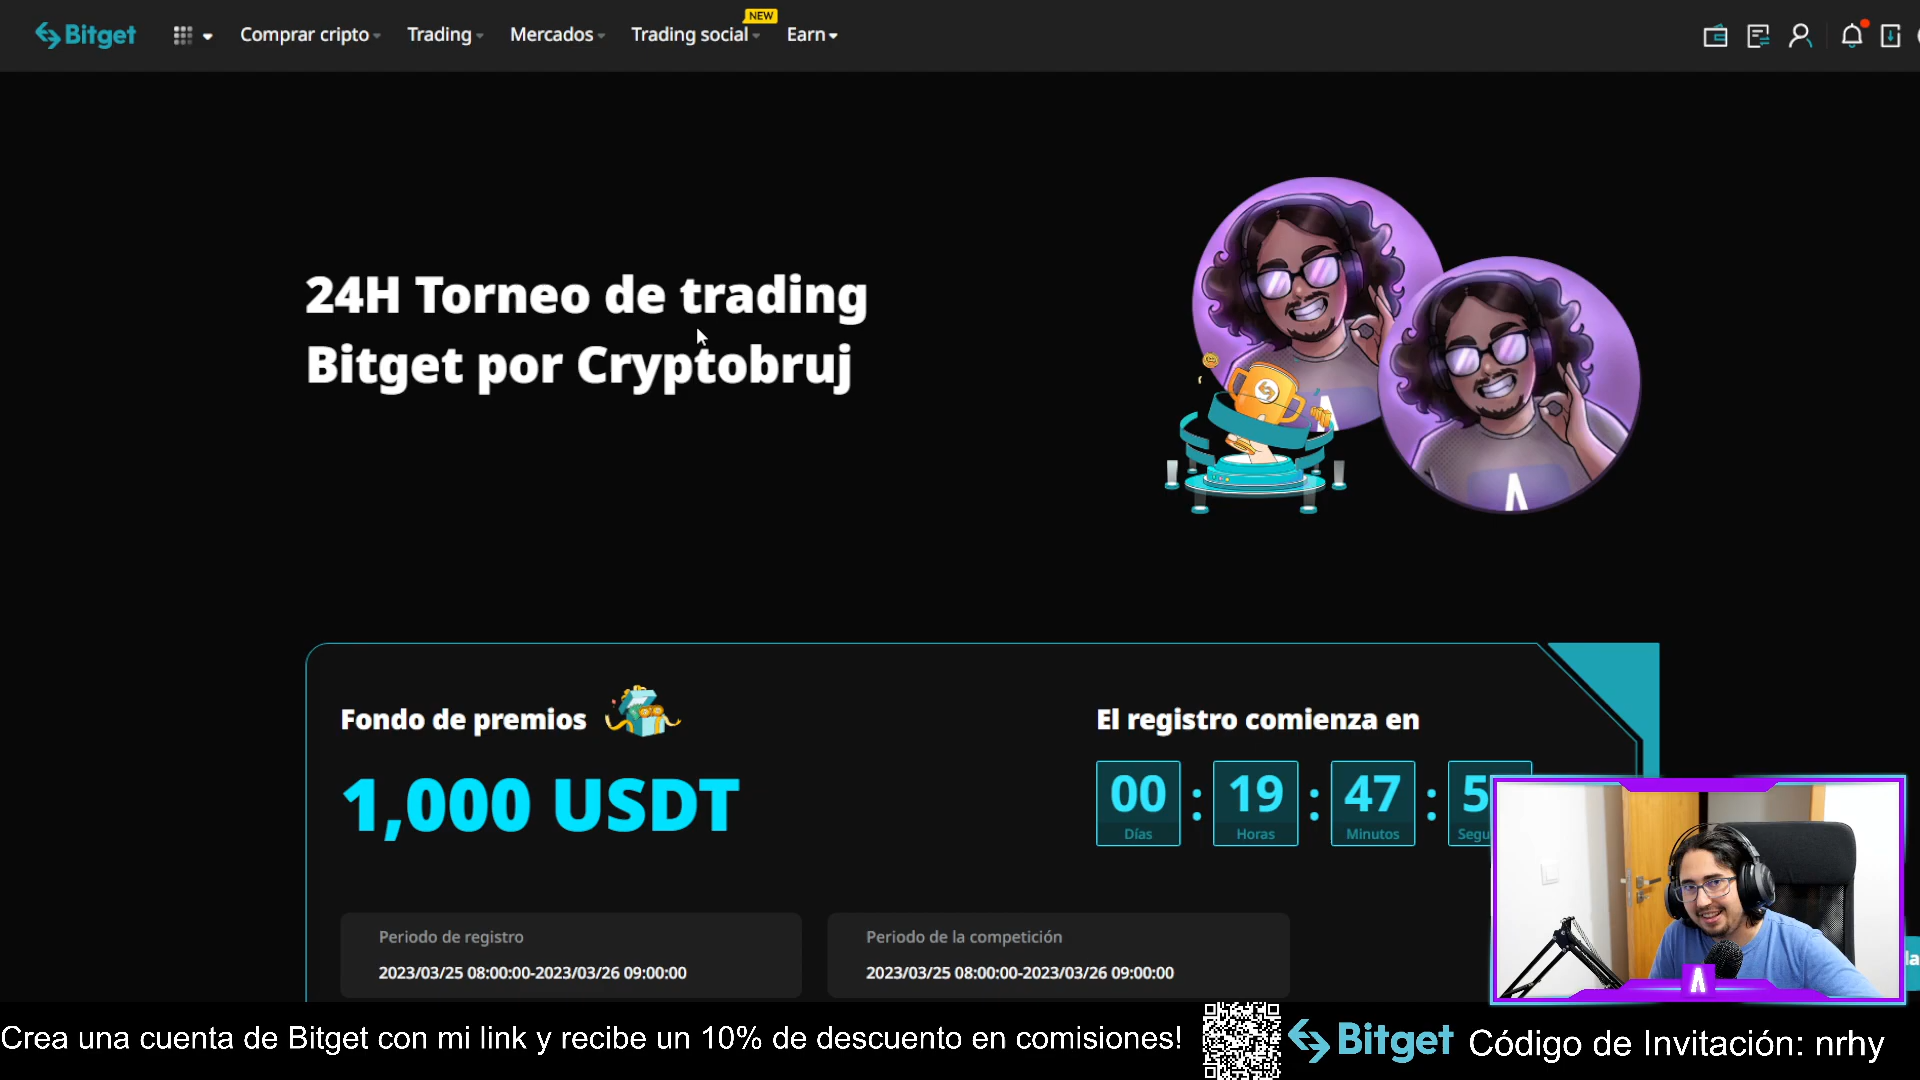 Bitget
Comprar cripto
Trading
Mercados
Trading social
NEW
Earn
24H Torneo de trading
Bitget por Cryptobruj
Fondo de premios
1,000 USDT
El registro comienza en
00 : 19 : 47 : 5
Días Horas Minutos
Periodo de registro
2023/03/25 08:00:00-2023/03/26 09:00:00
Periodo de la competición
2023/03/25 08:00:00-2023/03/26 09:00:00
Crea una cuenta de Bitget con mi link y recibe un 10% de descuento en comisiones!
Bitget
Código de Invitación: nrhy